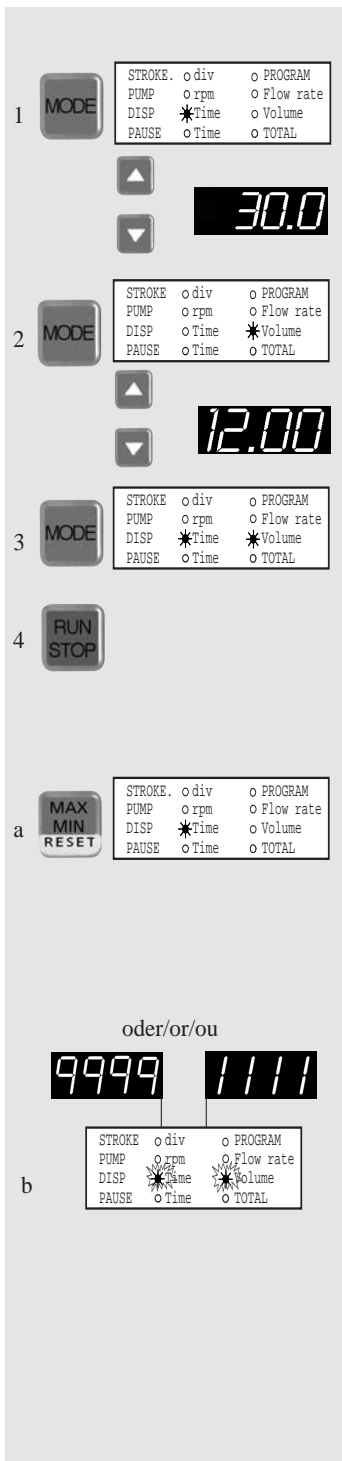 STROKE. o div o PROGRAM
1 MODE PUMP o rpm o Flow rate
DISP Time o Volume
PAUSE o Time o TOTAL
30.0
STROKE o div o PROGRAM
2 MODE PUMP o rpm o Flow rate
DISP o Time Volume
PAUSE o Time o TOTAL
12.00
STROKE o div o PROGRAM
3 MODE PUMP o rpm o Flow rate
DISP Time Volume
PAUSE o Time o TOTAL
4 RUN
STOP
STROKE. o div o PROGRAM
MAX PUMP o rpm o Flow rate
a MIN DISP Time o Volume
RESET PAUSE o Time o TOTAL
oder/or/ou
9999 1111
STROKE o div o PROGRAM
PUMP o rpm o Flow rate
b DISP Time Volume
PAUSE o Time o TOTAL